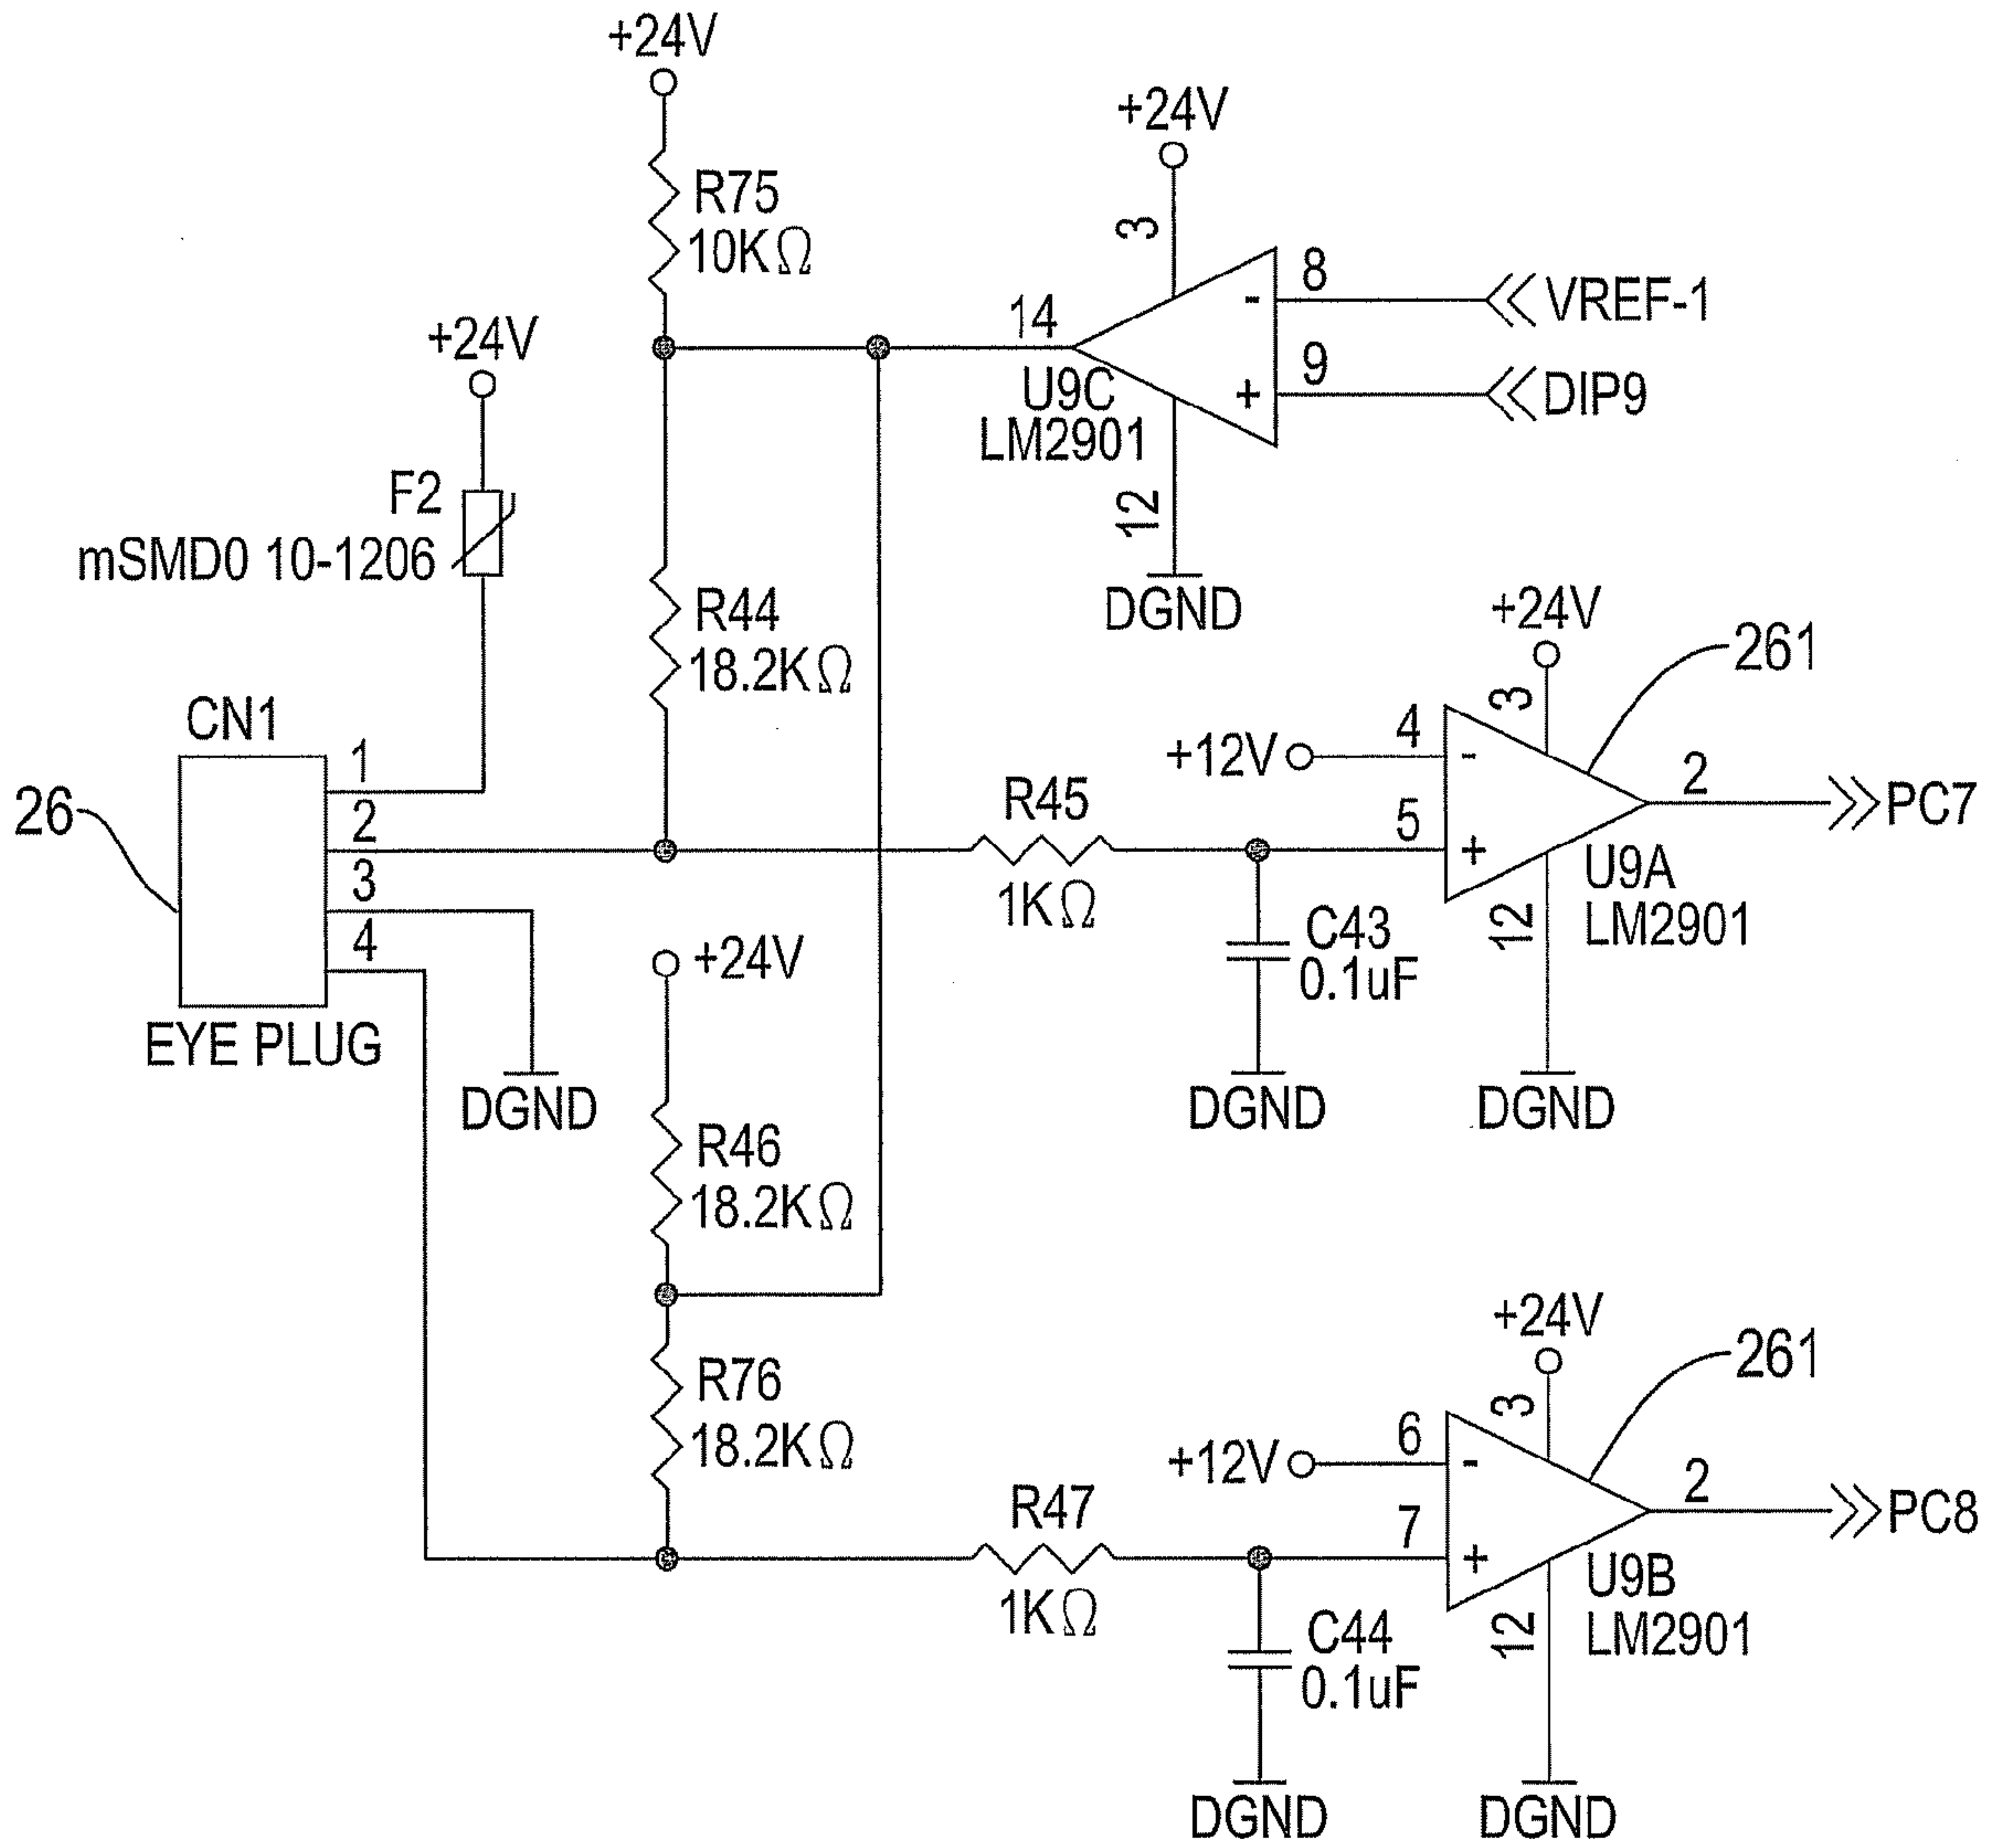 +24V
R75
10KΩ
+24V
3
14
8
VREF-1
-
9
DIP9
+
U9C
LM2901
12
DGND
+24V
F2
mSMD0 10-1206
R44
18.2KΩ
CN1
1
2
3
4
26
EYE PLUG
DGND
R45
1KΩ
C43
0.1uF
DGND
+24V
261
3
+12V
4
-
5
+
2
PC7
U9A
LM2901
12
DGND
+24V
R46
18.2KΩ
R76
18.2KΩ
R47
1KΩ
C44
0.1uF
DGND
+24V
261
3
+12V
6
-
7
+
2
PC8
U9B
LM2901
12
DGND